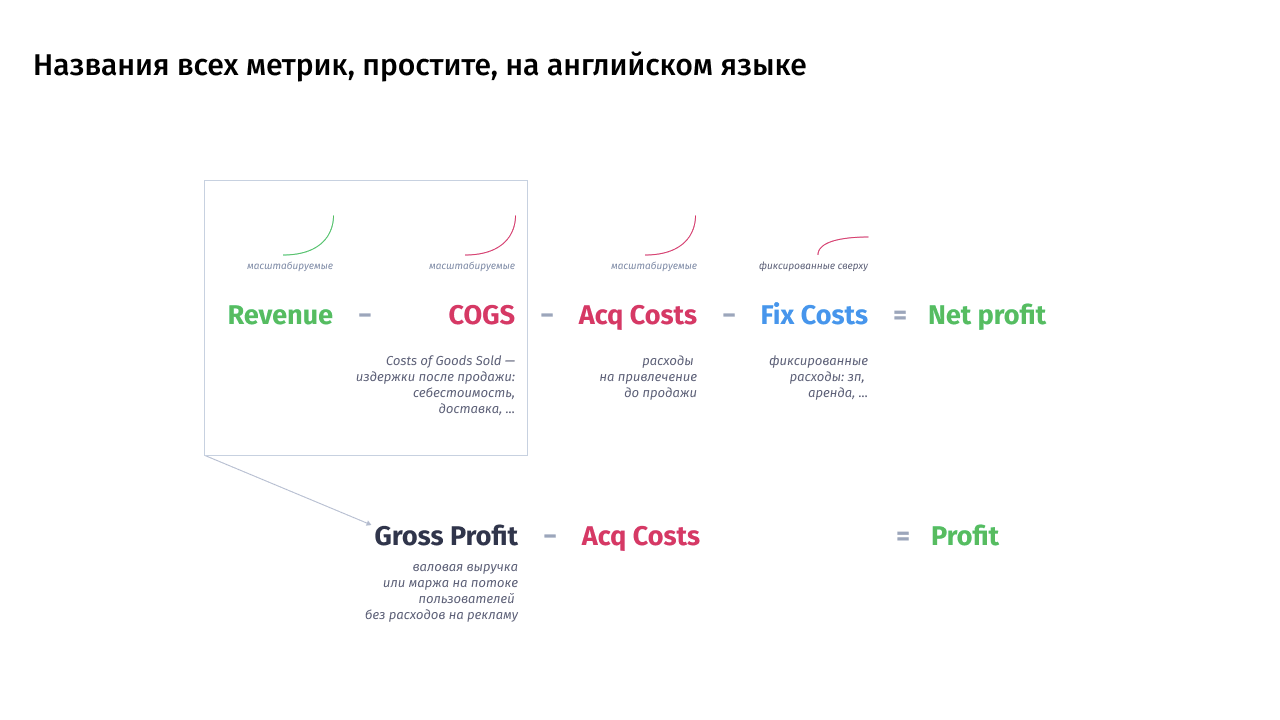 Названия всех метрик, простите, на английском языке
масштабируемые масштабируемые масштабируемые фиксированные сверху
Revenue – COGS – Acq Costs – Fix Costs = Net profit
Costs of Goods Sold —
издержки после продажи:
себестоимость,
доставка, ...
расходы
на привлечение
до продажи
фиксированные
расходы: зп,
аренда, ...
Gross Profit – Acq Costs = Profit
валовая выручка
или маржа на потоке
пользователей
без расходов на рекламу